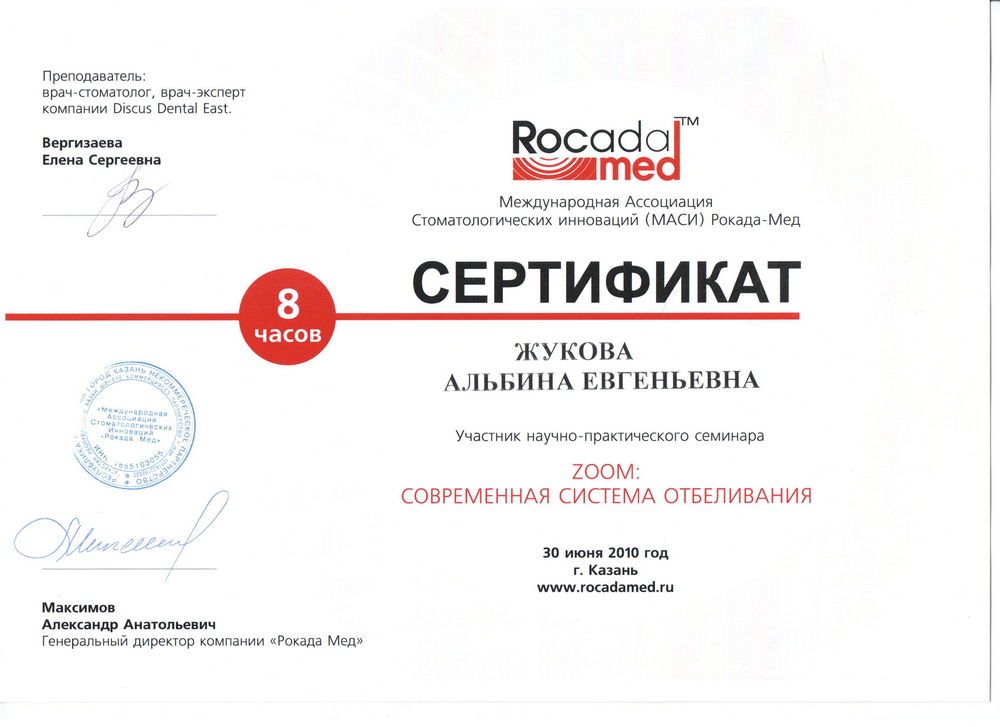 Преподаватель:
врач-стоматолог, врач-эксперт
компании Discus Dental East.
Вергизаева
Елена Сергеевна
Rocada™
med
Международная Ассоциация
Стоматологических инноваций (МАСИ) Рокада-Мед
СЕРТИФИКАТ
8
часов
ЖУКОВА
АЛЬБИНА ЕВГЕНЬЕВНА
Участник научно-практического семинара
ZOOM:
СОВРЕМЕННАЯ СИСТЕМА ОТБЕЛИВАНИЯ
30 июня 2010 год
г. Казань
www.rocadamed.ru
ГОРОД КАЗАНЬ НЕКОММЕРЧЕСКОЕ ПАРТНЕРСТВО
«Международная
Ассоциация
Стоматологических
Инноваций
«Рокада Мед»
ИНН 1655103055
Максимов
Александр Анатольевич
Генеральный директор компании «Рокада Мед»